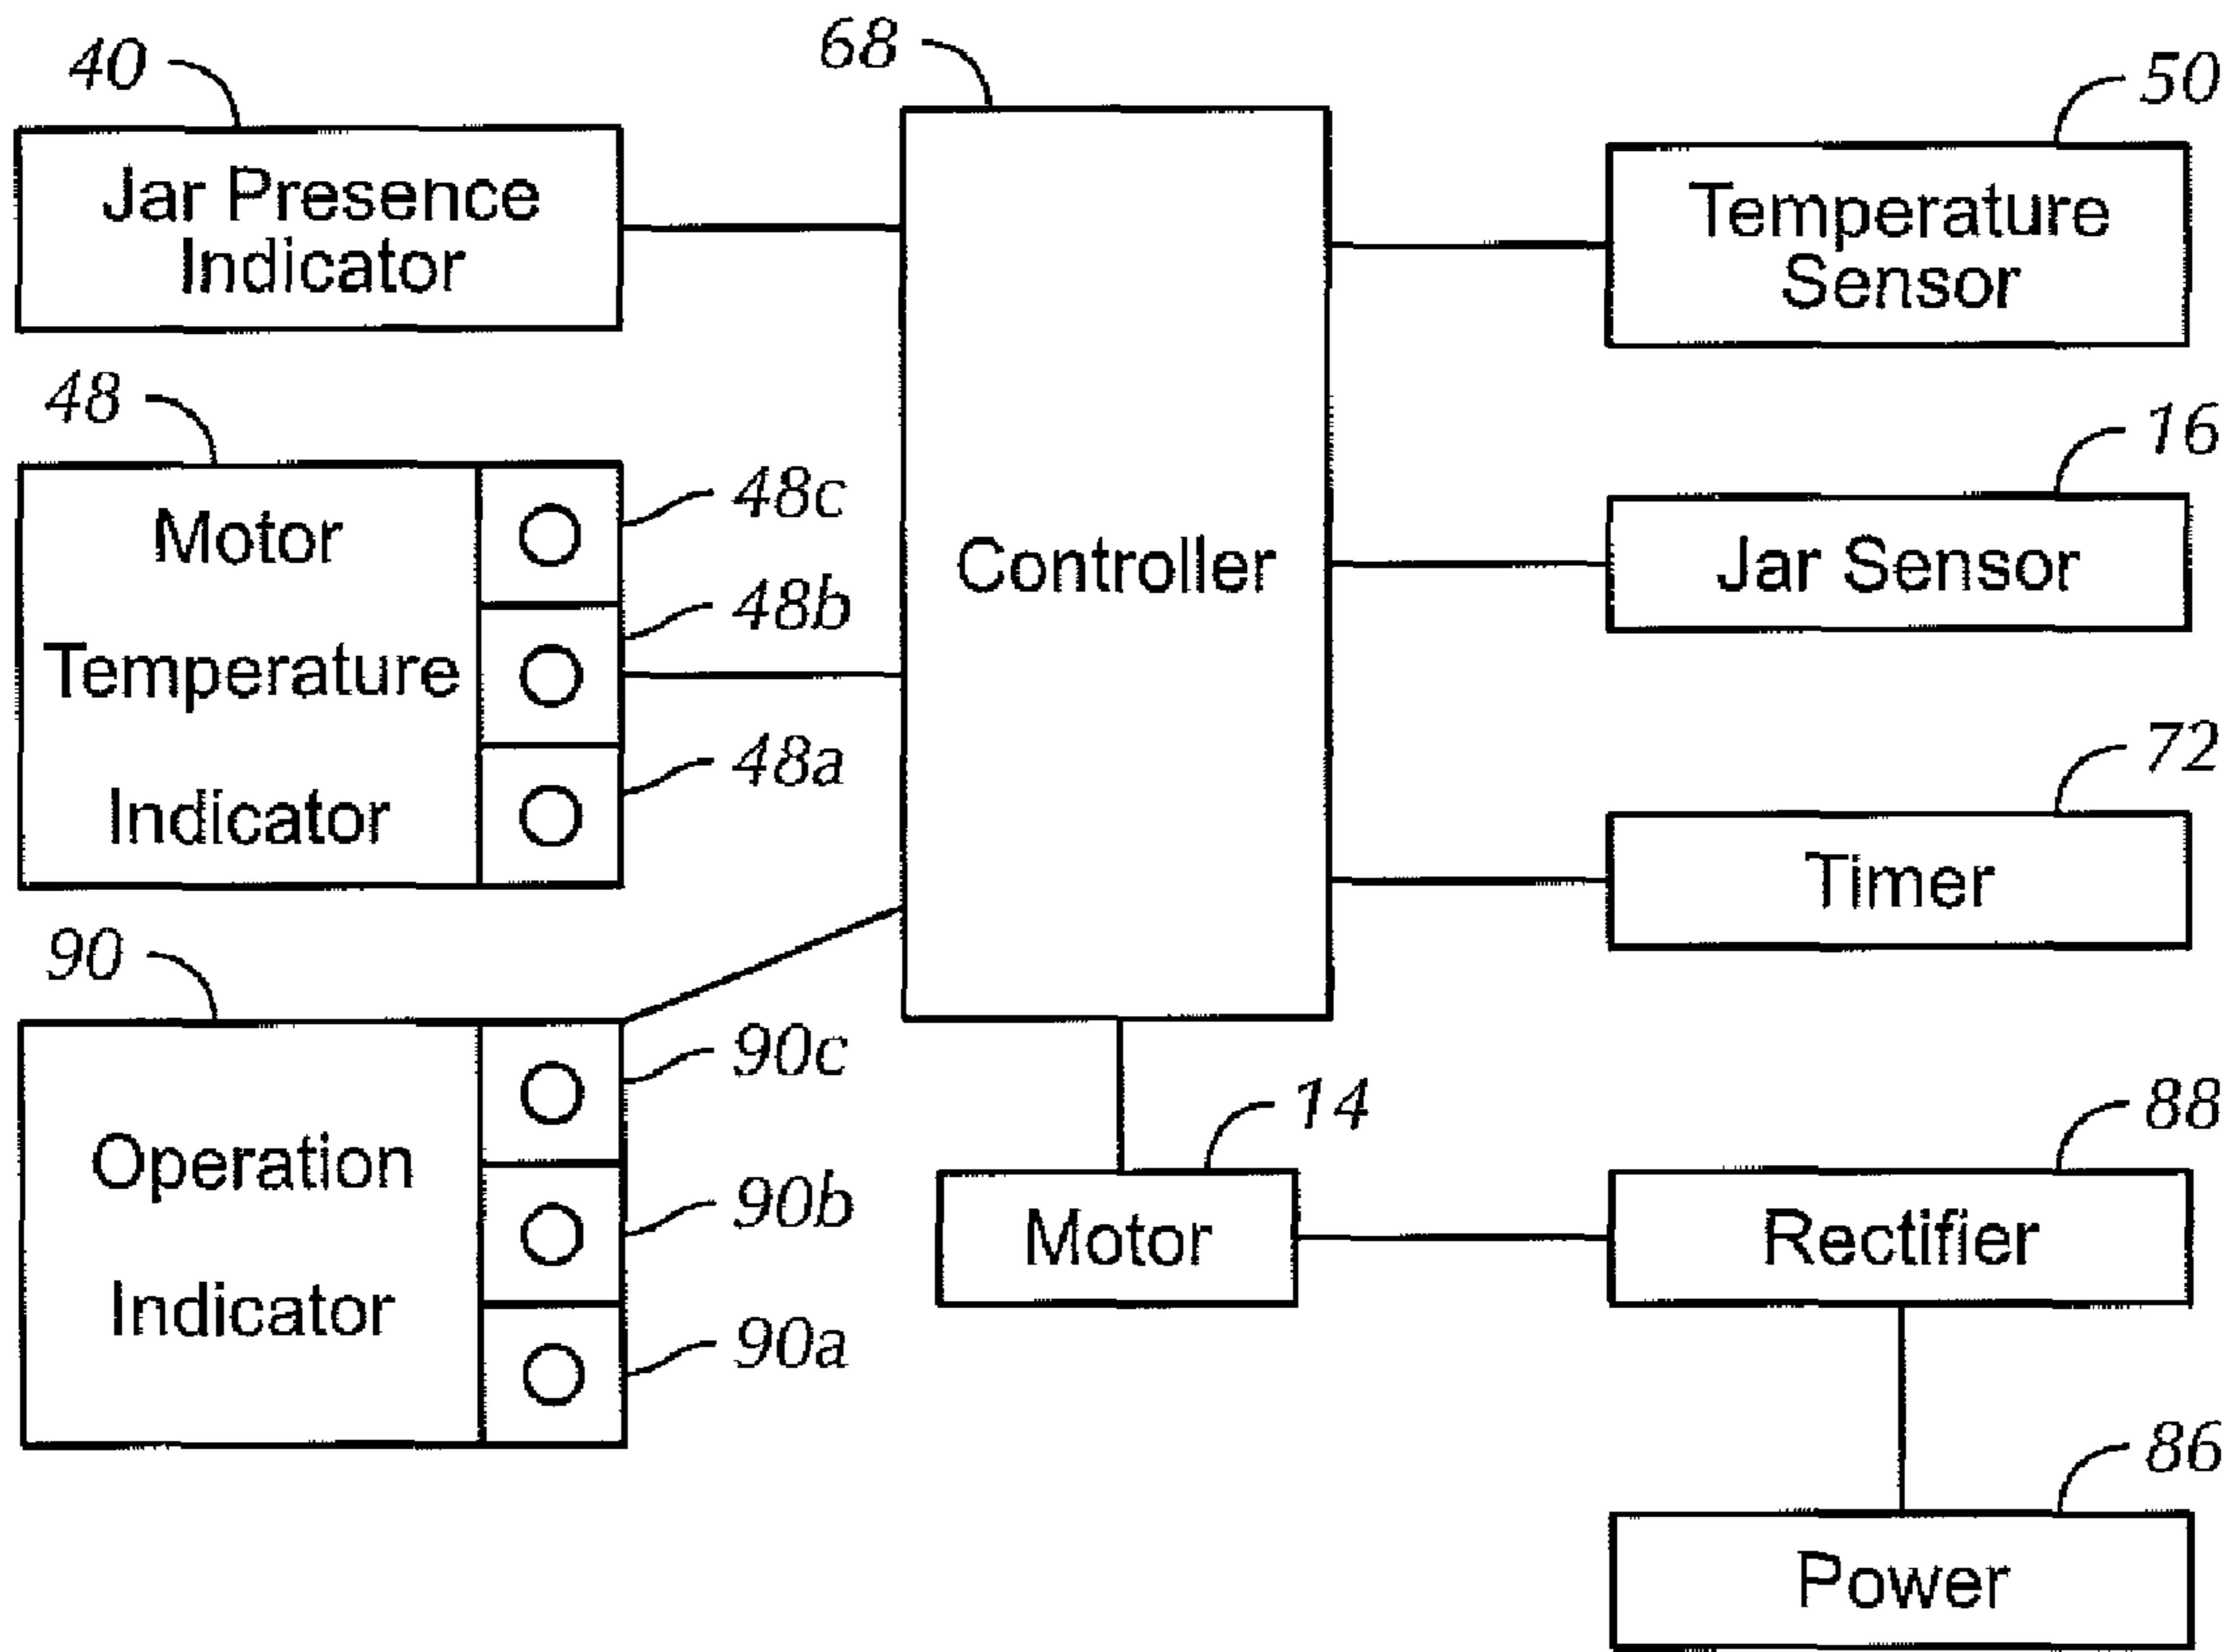 40
Jar Presence
Indicator
48
Motor
Temperature
Indicator
48c
48b
48a
90
Operation
Indicator
90c
90b
90a
68
Controller
14
Motor
50
Temperature
Sensor
16
Jar Sensor
72
Timer
88
Rectifier
86
Power